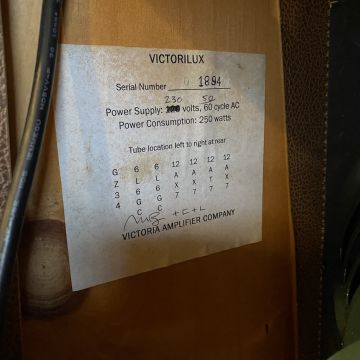 VICTORILUX
Serial Number 1894
230 50
Power Supply: volts, 60 cycle AC
Power Consumption: 250 watts
Tube location left to right at rear
G 6 6 12 12 12 12
Z L L A A A A
3 6 6 X X T X
4 G G 7 7 7 7
C C
VICTORIA AMPLIFIER COMPANY